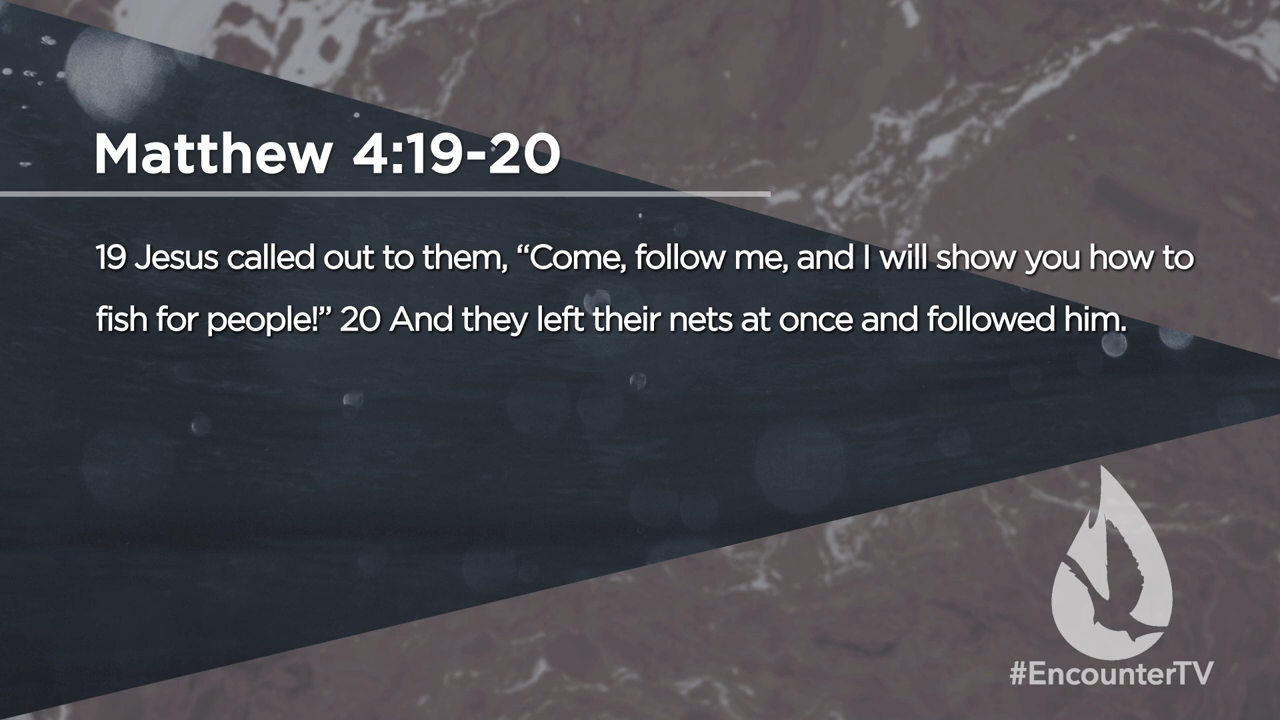 Matthew 4:19-20
19 Jesus called out to them, “Come, follow me, and I will show you how to
fish for people!” 20 And they left their nets at once and followed him.
#EncounterTV